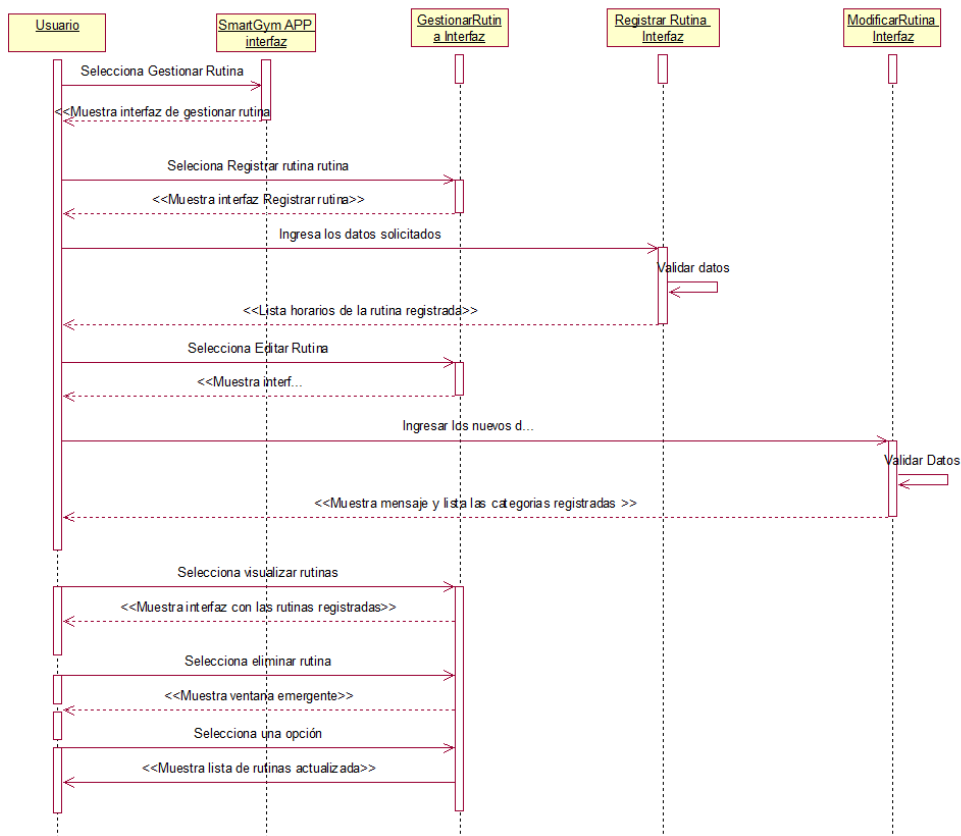 Usuario
SmartGym APP
interfaz
GestionarRutin
a Interfaz
Registrar Rutina
Interfaz
ModificarRutina
Interfaz
Selecciona Gestionar Rutina
<<Muestra interfaz de gestionar rutina
Seleciona Registrar rutina rutina
<<Muestra interfaz Registrar rutina>>
Ingresa los datos solicitados
Validar datos
<<Lista horarios de la rutina registrada>>
Selecciona Editar Rutina
<<Muestra interf...
Ingresar los nuevos d...
Validar Datos
<<Muestra mensaje y lista las categorias registradas >>
Selecciona visualizar rutinas
<<Muestra interfaz con las rutinas registradas>>
Selecciona eliminar rutina
<<Muestra ventana emergente>>
Selecciona una opción
<<Muestra lista de rutinas actualizada>>